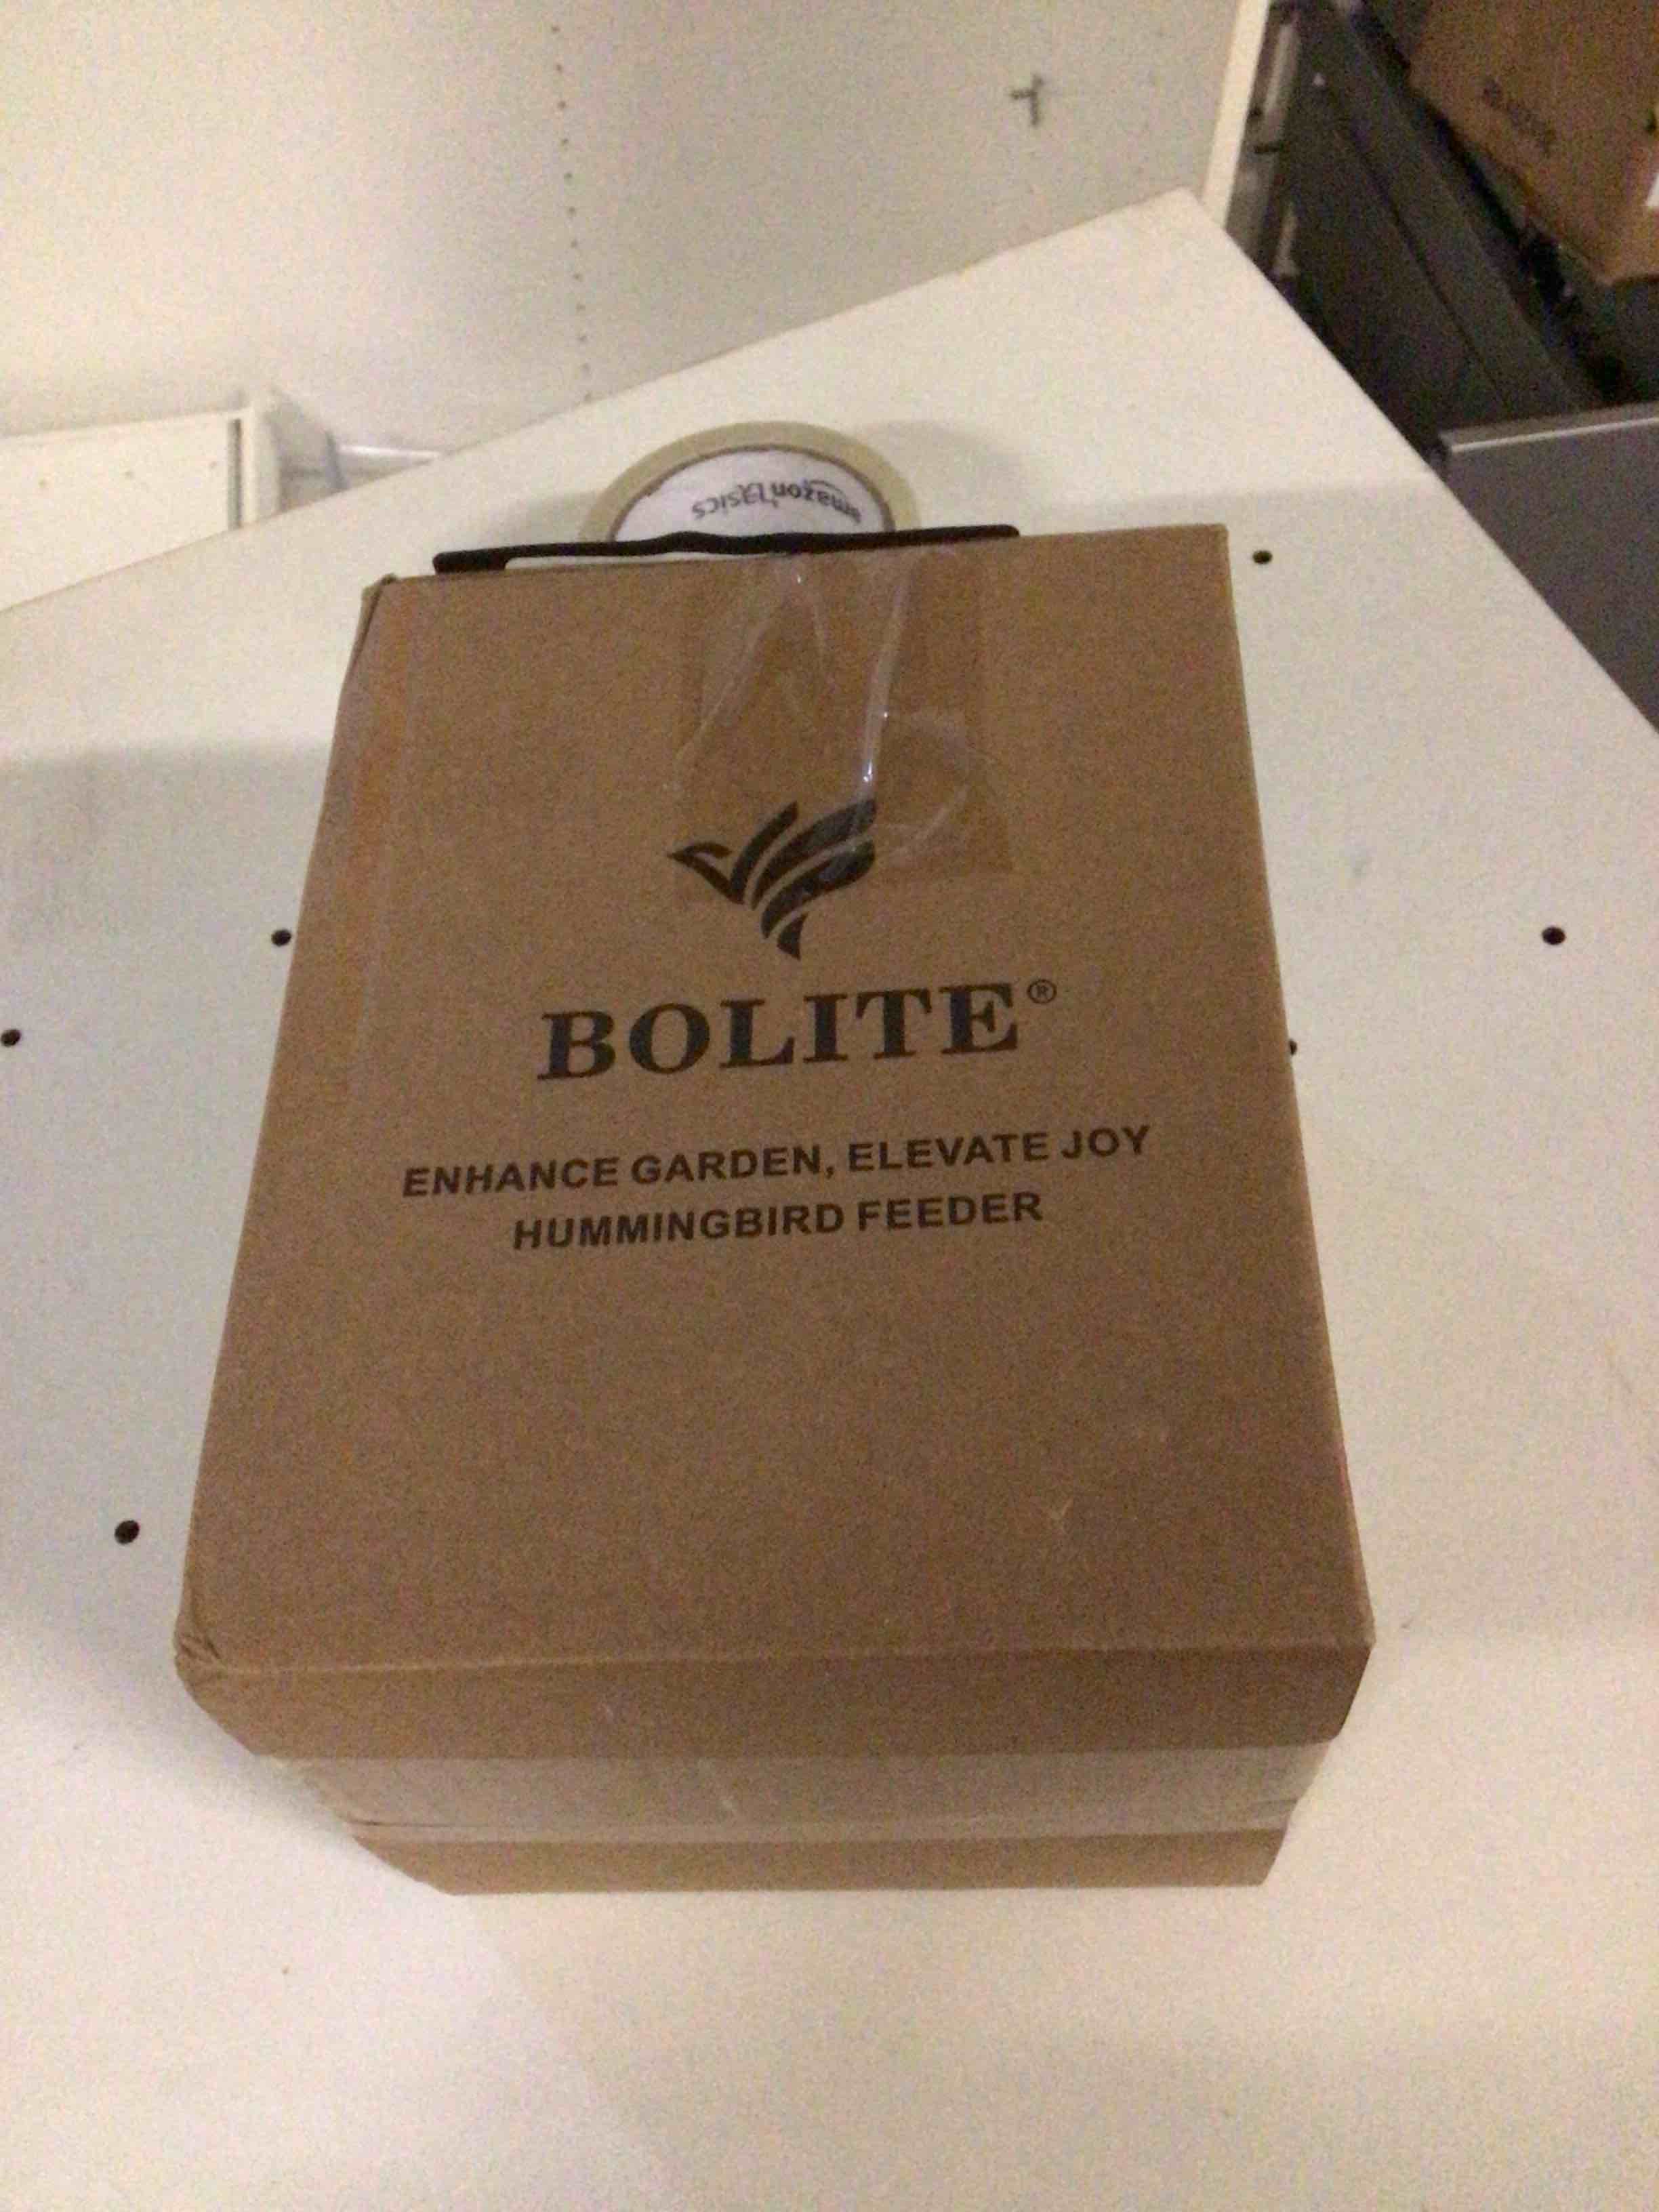 amazon basics
BOLITE®
ENHANCE GARDEN, ELEVATE JOY
HUMMINGBIRD FEEDER